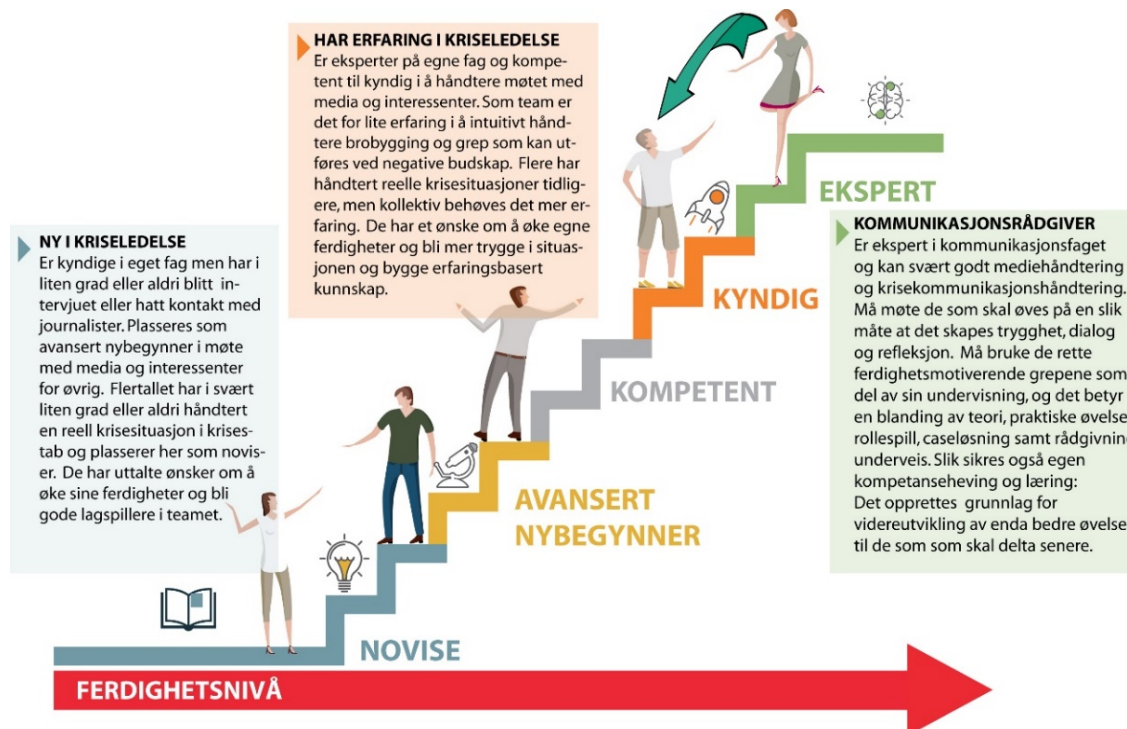 HAR ERFARING I KRISELEDELSE
Er eksperter på egne fag og kompe-
tent til kyndig i å håndtere møtet med
media og interessenter. Som team er
det for lite erfaring i å intuitivt hånd-
tere brobygging og grep som kan ut-
føres ved negative budskap. Flere har
håndtert reelle krisesituasjoner tidlig-
ere, men kollektiv behøves det mer er-
faring. De har et ønske om å øke egne
ferdigheter og bli mer trygge i situas-
jonen og bygge erfaringsbasert
kunnskap.
NY I KRISELEDELSE
Er kyndige i eget fag men har i
liten grad eller aldri blitt in-
tervjuet eller hatt kontakt med
journalister. Plasseres som
avansert nybegynner i møte
med media og interessenter
for øvrig. Flertallet har i svært
liten grad eller aldri håndtert
en reell krisesituasjon i krises-
tab og plasserer her som novis-
er. De har uttalte ønsker om å
øke sine ferdigheter og bli
gode lagspillere i teamet.
EKSPERT
KOMMUNIKASJONSRÅDGIVER
Er ekspert i kommunikasjonsfaget
og kan svært godt mediehåndtering
og krisekommunikasjonshåndtering.
Må møte de som skal øves på en slik
måte at det skapes trygghet, dialog
og refleksjon. Må bruke de rette
ferdighetsmotiverende grepene som
del av sin undervisning, og det betyr
en blanding av teori, praktiske øvelse
rollespill, caseløsning samt rådgivnin
underveis. Slik sikres også egen
kompetanseheving og læring:
Det opprettes grunnlag for
videreutvikling av enda bedre øvelse
til de som som skal delta senere.
KYNDIG
KOMPETENT
AVANSERT
NYBEGYNNER
NOVISE
FERDIGHETSNIVÅ